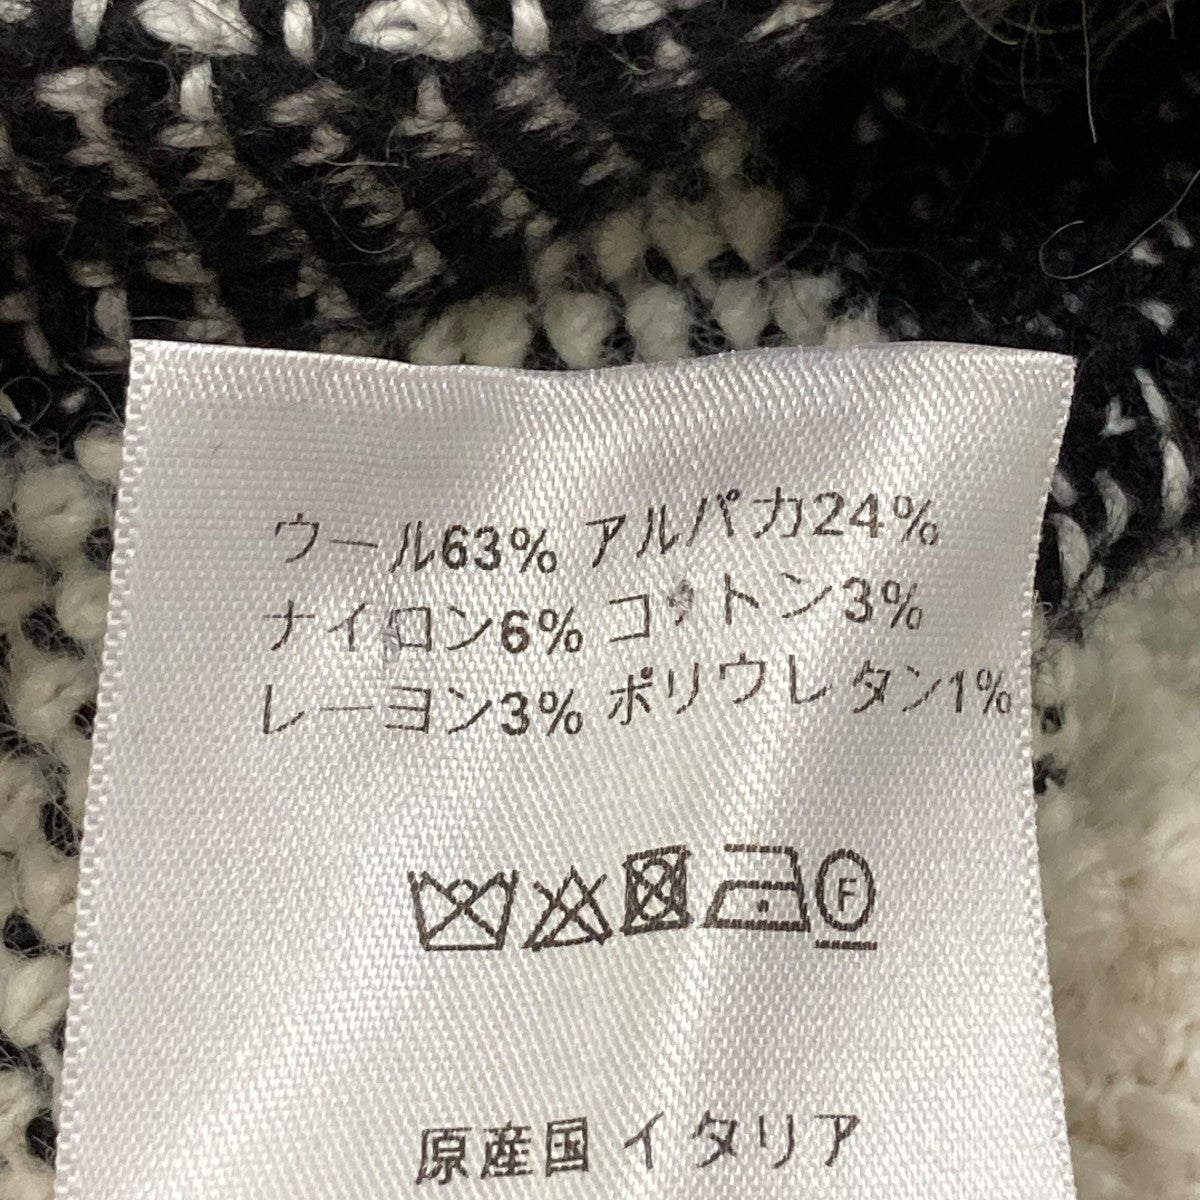 ウール63% アルパカ24%
ナイロン6% コットン3%
レーヨン3% ポリウレタン1%
F
原産国 イタリア